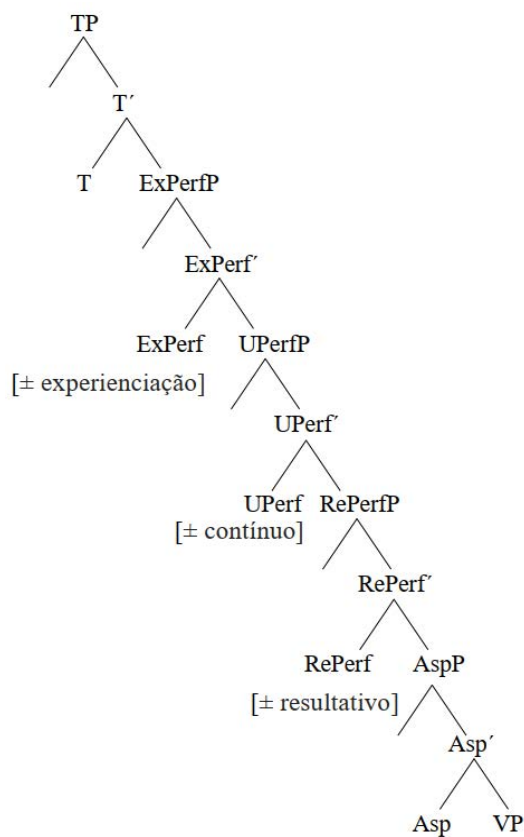 TP
T´
T ExPerfP
ExPerf´
ExPerf UPerfP
[± experienciação]
UPerf´
UPerf RePerfP
[± contínuo]
RePerf´
RePerf AspP
[± resultativo]
Asp´
Asp VP